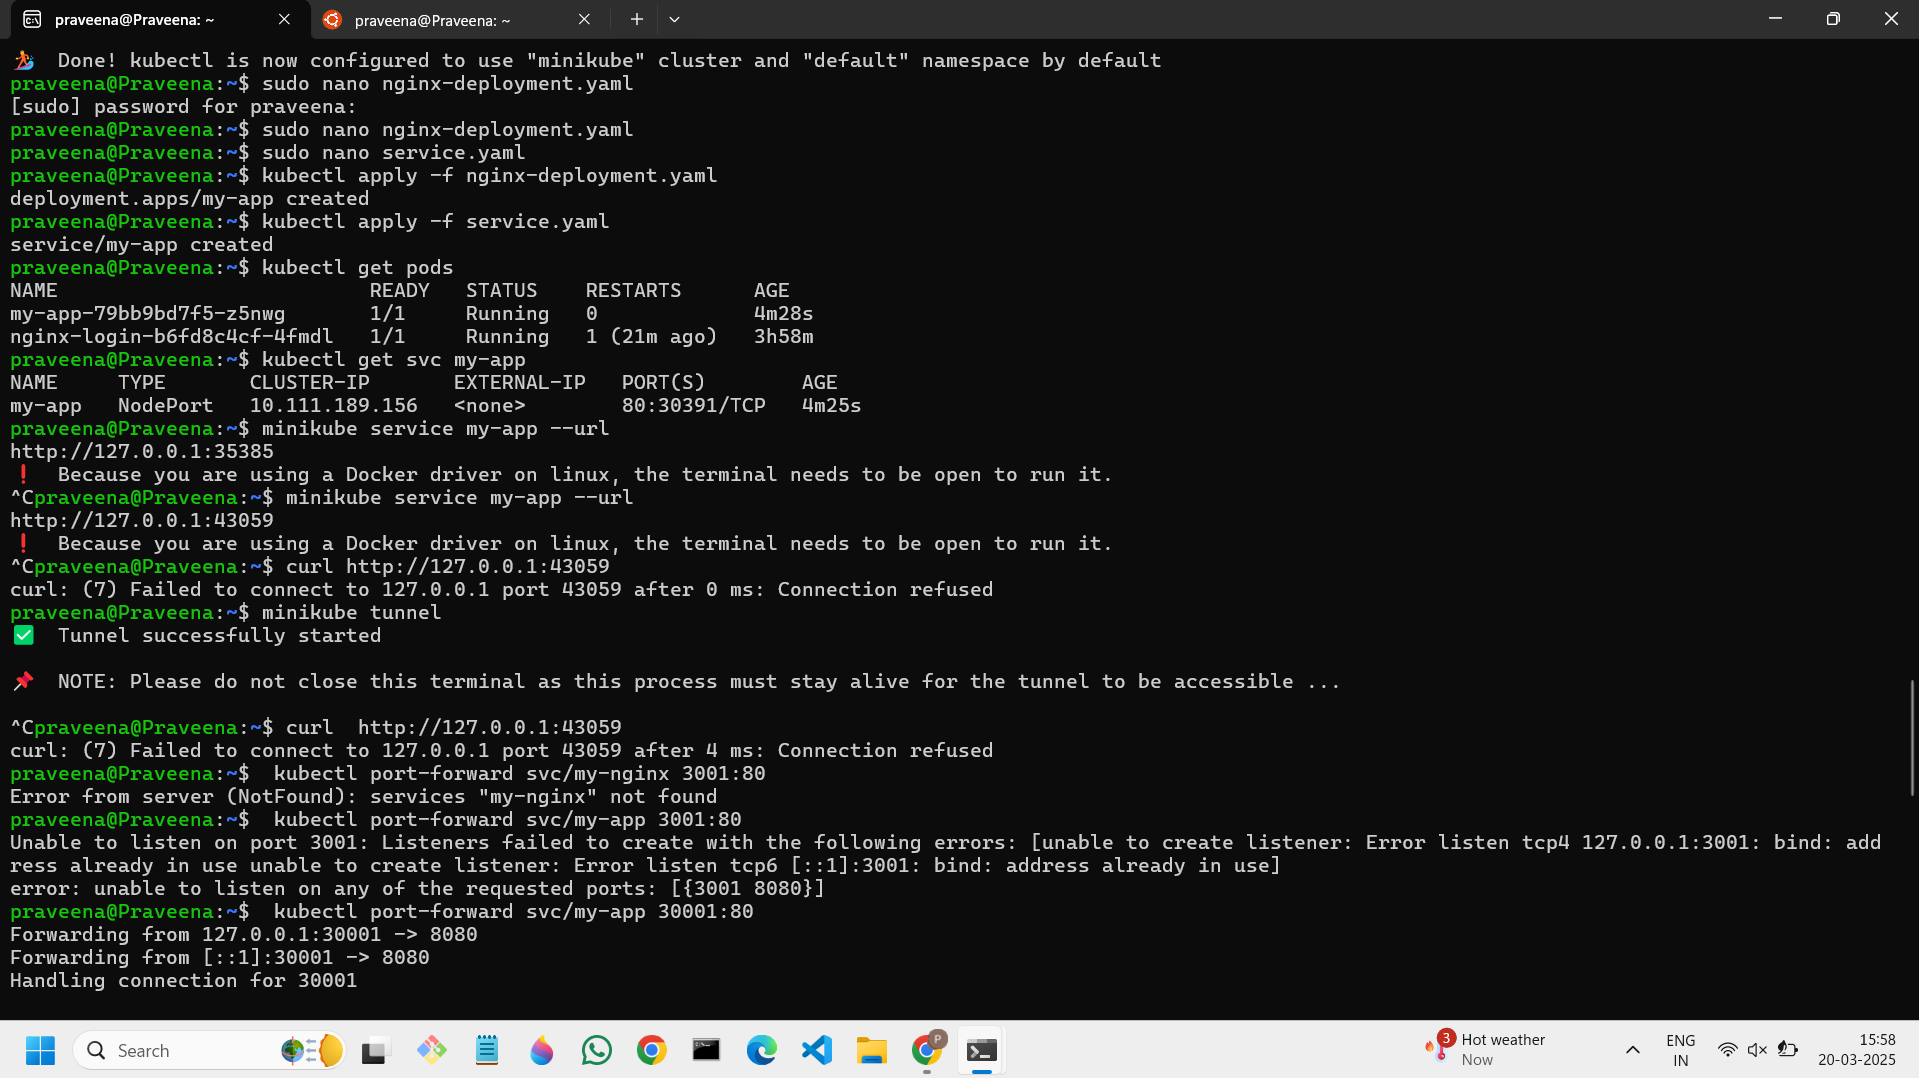 praveena@Praveena: ~
praveena@Praveena: ~
Done! kubectl is now configured to use "minikube" cluster and "default" namespace by default
praveena@Praveena:~$ sudo nano nginx-deployment.yaml
[sudo] password for praveena:
praveena@Praveena:~$ sudo nano nginx-deployment.yaml
praveena@Praveena:~$ sudo nano service.yaml
praveena@Praveena:~$ kubectl apply -f nginx-deployment.yaml
deployment.apps/my-app created
praveena@Praveena:~$ kubectl apply -f service.yaml
service/my-app created
praveena@Praveena:~$ kubectl get pods
NAME                          READY   STATUS    RESTARTS      AGE
my-app-79bb9bd7f5-z5nwg       1/1     Running   0             4m28s
nginx-login-b6fd8c4cf-4fmdl   1/1     Running   1 (21m ago)   3h58m
praveena@Praveena:~$ kubectl get svc my-app
NAME     TYPE       CLUSTER-IP       EXTERNAL-IP   PORT(S)        AGE
my-app   NodePort   10.111.189.156   <none>        80:30391/TCP   4m25s
praveena@Praveena:~$ minikube service my-app --url
http://127.0.0.1:35385
❗  Because you are using a Docker driver on linux, the terminal needs to be open to run it.
^Cpraveena@Praveena:~$ minikube service my-app --url
http://127.0.0.1:43059
❗  Because you are using a Docker driver on linux, the terminal needs to be open to run it.
^Cpraveena@Praveena:~$ curl http://127.0.0.1:43059
curl: (7) Failed to connect to 127.0.0.1 port 43059 after 0 ms: Connection refused
praveena@Praveena:~$ minikube tunnel
✅  Tunnel successfully started
📌  NOTE: Please do not close this terminal as this process must stay alive for the tunnel to be accessible ...
^Cpraveena@Praveena:~$ curl  http://127.0.0.1:43059
curl: (7) Failed to connect to 127.0.0.1 port 43059 after 4 ms: Connection refused
praveena@Praveena:~$  kubectl port-forward svc/my-nginx 3001:80
Error from server (NotFound): services "my-nginx" not found
praveena@Praveena:~$  kubectl port-forward svc/my-app 3001:80
Unable to listen on port 3001: Listeners failed to create with the following errors: [unable to create listener: Error listen tcp4 127.0.0.1:3001: bind: add
ress already in use unable to create listener: Error listen tcp6 [::1]:3001: bind: address already in use]
error: unable to listen on any of the requested ports: [{3001 8080}]
praveena@Praveena:~$  kubectl port-forward svc/my-app 30001:80
Forwarding from 127.0.0.1:30001 -> 8080
Forwarding from [::1]:30001 -> 8080
Handling connection for 30001
Search
P
3
Hot weather
Now
ENG
IN
15:58
20-03-2025